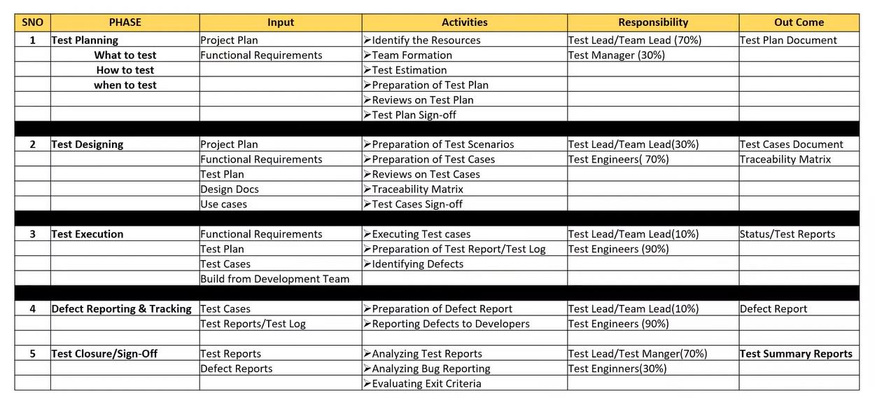 SNO PHASE Input Activities Responsibility Out Come
1 Test Planning Project Plan ➢Identify the Resources Test Lead/Team Lead (70%) Test Plan Document
What to test Functional Requirements ➢Team Formation Test Manager (30%)
How to test ➢Test Estimation
when to test ➢Preparation of Test Plan
➢Reviews on Test Plan
➢Test Plan Sign-off
2 Test Designing Project Plan ➢Preparation of Test Scenarios Test Lead/Team Lead(30%) Test Cases Document
Functional Requirements ➢Preparation of Test Cases Test Engineers( 70%) Traceability Matrix
Test Plan ➢Reviews on Test Cases
Design Docs ➢Traceability Matrix
Use cases ➢Test Cases Sign-off
3 Test Execution Functional Requirements ➢Executing Test cases Test Lead/Team Lead(10%) Status/Test Reports
Test Plan ➢Preparation of Test Report/Test Log Test Engineers (90%)
Test Cases ➢Identifying Defects
Build from Development Team
4 Defect Reporting & Tracking Test Cases ➢Preparation of Defect Report Test Lead/Team Lead(10%) Defect Report
Test Reports/Test Log ➢Reporting Defects to Developers Test Engineers (90%)
5 Test Closure/Sign-Off Test Reports ➢Analyzing Test Reports Test Lead/Test Manger(70%) Test Summary Reports
Defect Reports ➢Analyzing Bug Reporting Test Enginners(30%)
➢Evaluating Exit Criteria